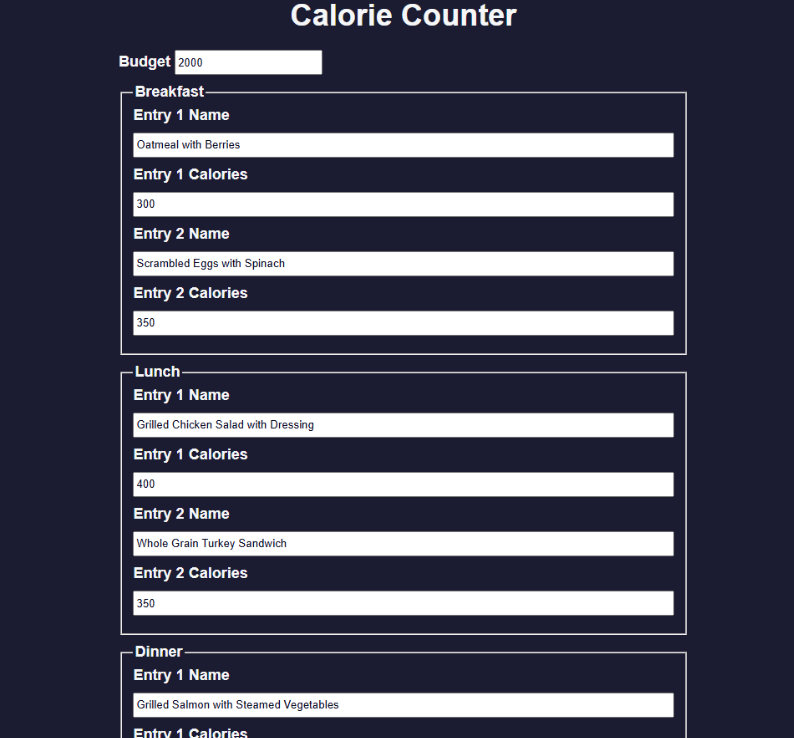 Calorie Counter
Budget 2000
Breakfast
Entry 1 Name
Oatmeal with Berries
Entry 1 Calories
300
Entry 2 Name
Scrambled Eggs with Spinach
Entry 2 Calories
350
Lunch
Entry 1 Name
Grilled Chicken Salad with Dressing
Entry 1 Calories
400
Entry 2 Name
Whole Grain Turkey Sandwich
Entry 2 Calories
350
Dinner
Entry 1 Name
Grilled Salmon with Steamed Vegetables
Entry 1 Calories